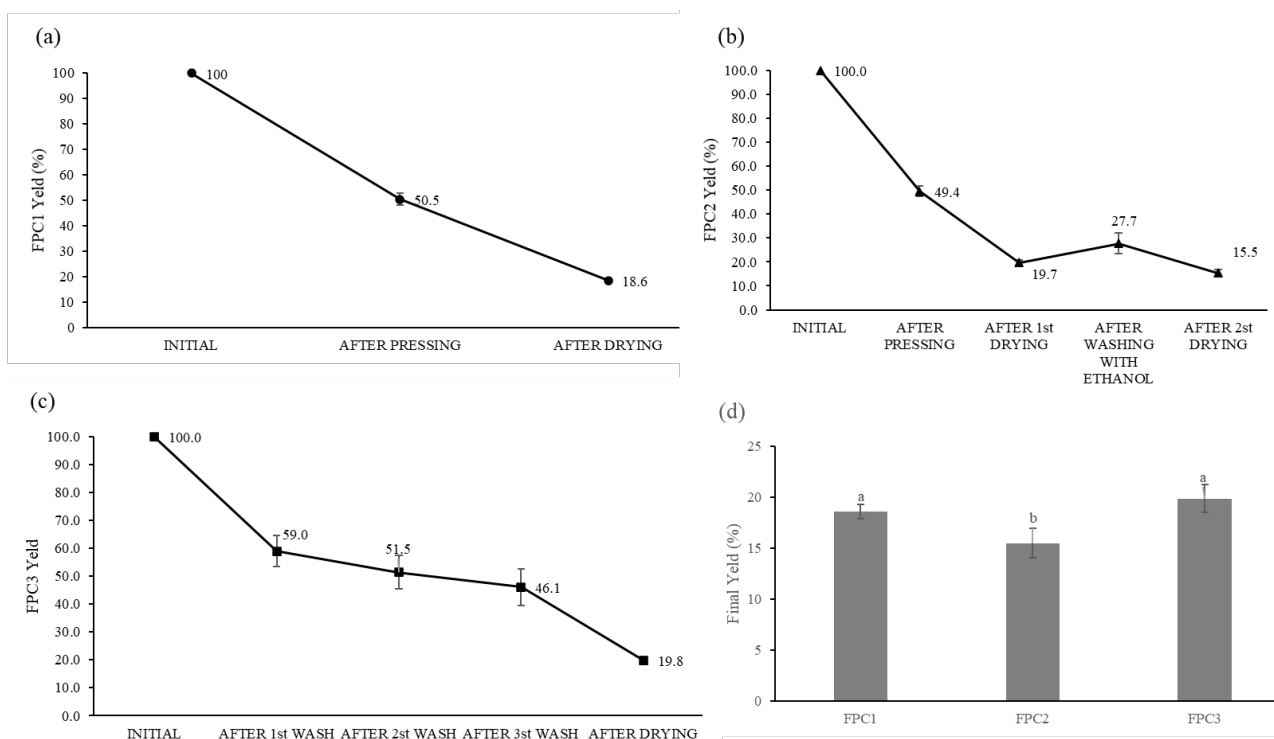 (a)
FPC1 Yeld (%)
100
90
80
70
60
50
40
30
20
10
0
100
50.5
18.6
INITIAL
AFTER PRESSING
AFTER DRYING
(b)
FPC2 Yeld (%)
100.0
90.0
80.0
70.0
60.0
50.0
40.0
30.0
20.0
10.0
0.0
100.0
49.4
19.7
27.7
15.5
INITIAL
AFTER
PRESSING
AFTER 1st
DRYING
AFTER
WASHING
WITH
ETHANOL
AFTER 2st
DRYING
(c)
FPC3 Yeld
100.0
90.0
80.0
70.0
60.0
50.0
40.0
30.0
20.0
10.0
0.0
100.0
59.0
51.5
46.1
19.8
INITIAL
AFTER 1st WASH
AFTER 2st WASH
AFTER 3st WASH
AFTER DRYING
(d)
Final Yeld (%)
25
20
15
10
5
0
a
b
a
FPC1
FPC2
FPC3